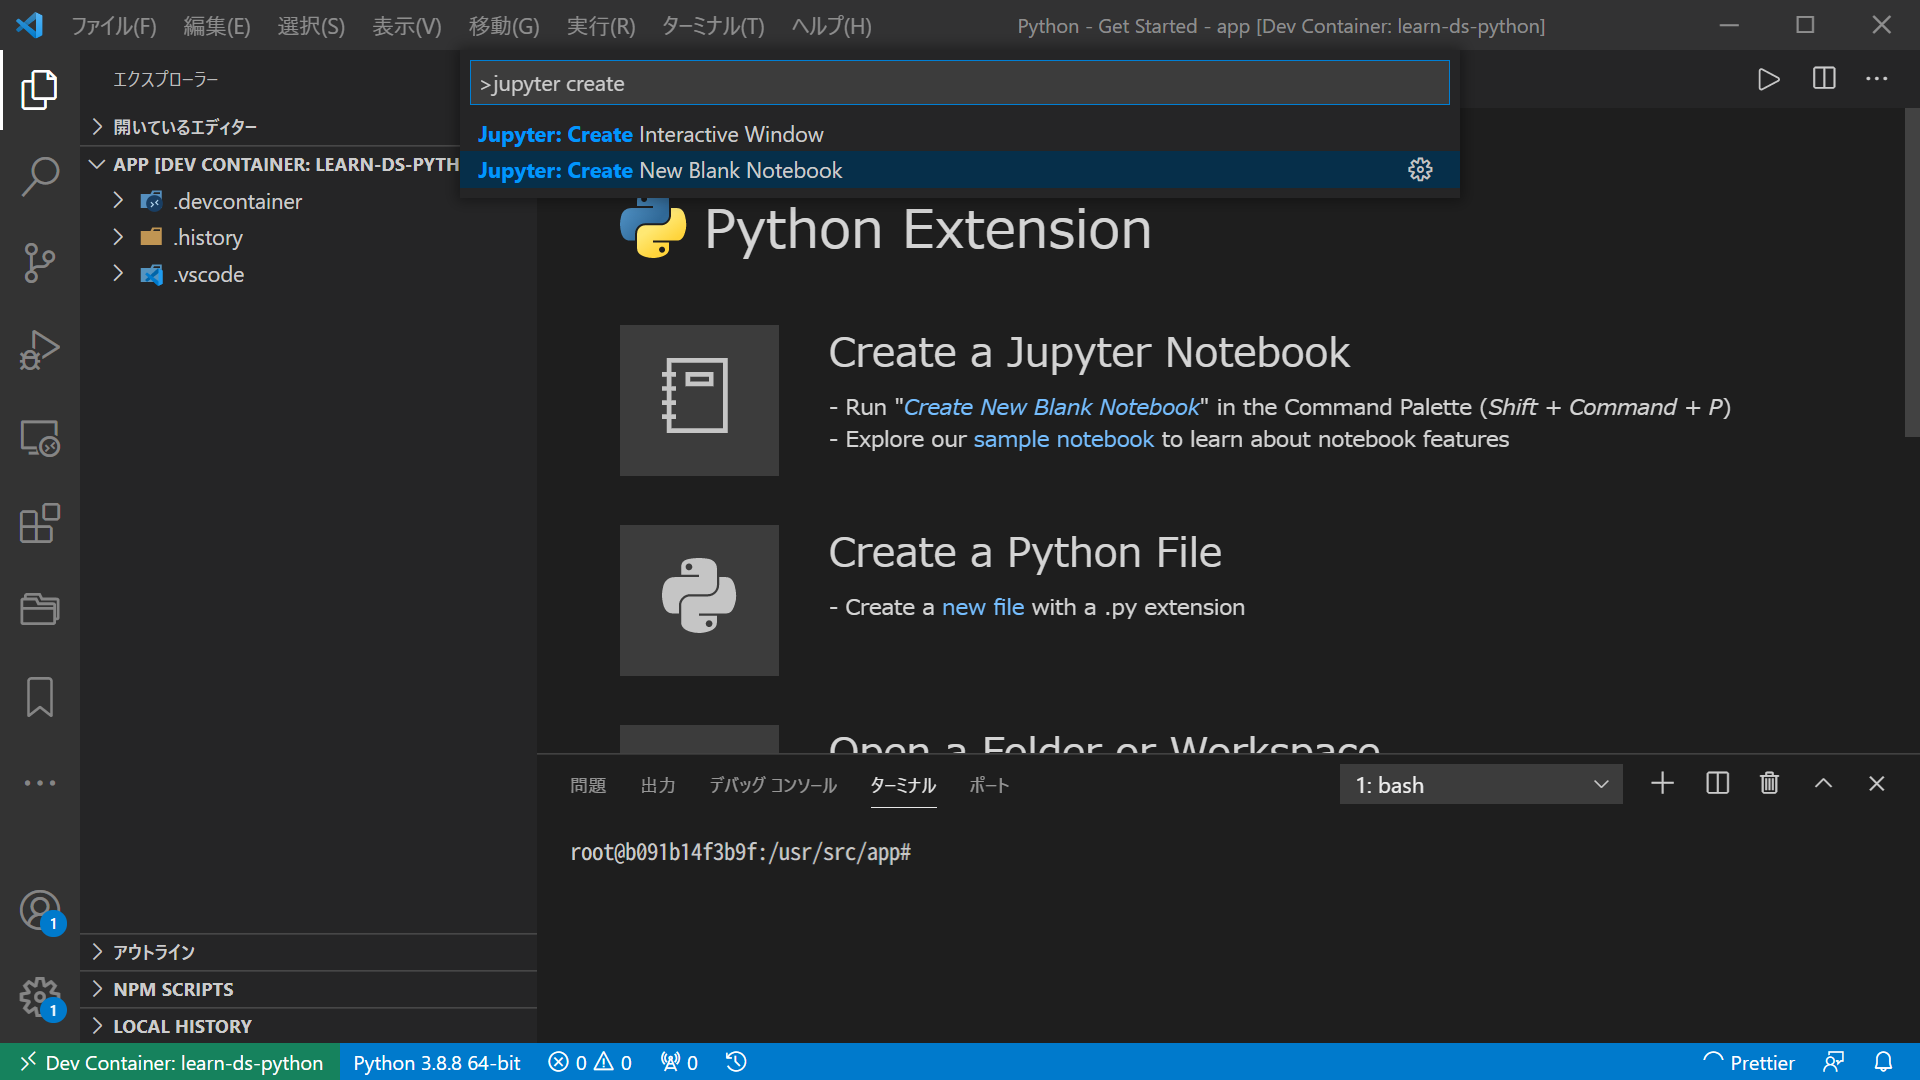 ファイル(F) 編集(E) 選択(S) 表示(V) 移動(G) 実行(R) ターミナル(T) ヘルプ(H) Python - Get Started - app [Dev Container: learn-ds-python]
エクスプローラー
開いているエディター
APP [DEV CONTAINER: LEARN-DS-PYTH
.devcontainer
.history
.vscode
>jupyter create
Jupyter: Create Interactive Window
Jupyter: Create New Blank Notebook
Python Extension
Create a Jupyter Notebook
- Run "Create New Blank Notebook" in the Command Palette (Shift + Command + P)
- Explore our sample notebook to learn about notebook features
Create a Python File
- Create a new file with a .py extension
Open a Folder or Workspace
問題 出力 デバッグ コンソール ターミナル ポート 1: bash
root@b091b14f3b9f:/usr/src/app#
1
1
アウトライン
NPM SCRIPTS
LOCAL HISTORY
Dev Container: learn-ds-python Python 3.8.8 64-bit 0 0 0 Prettier